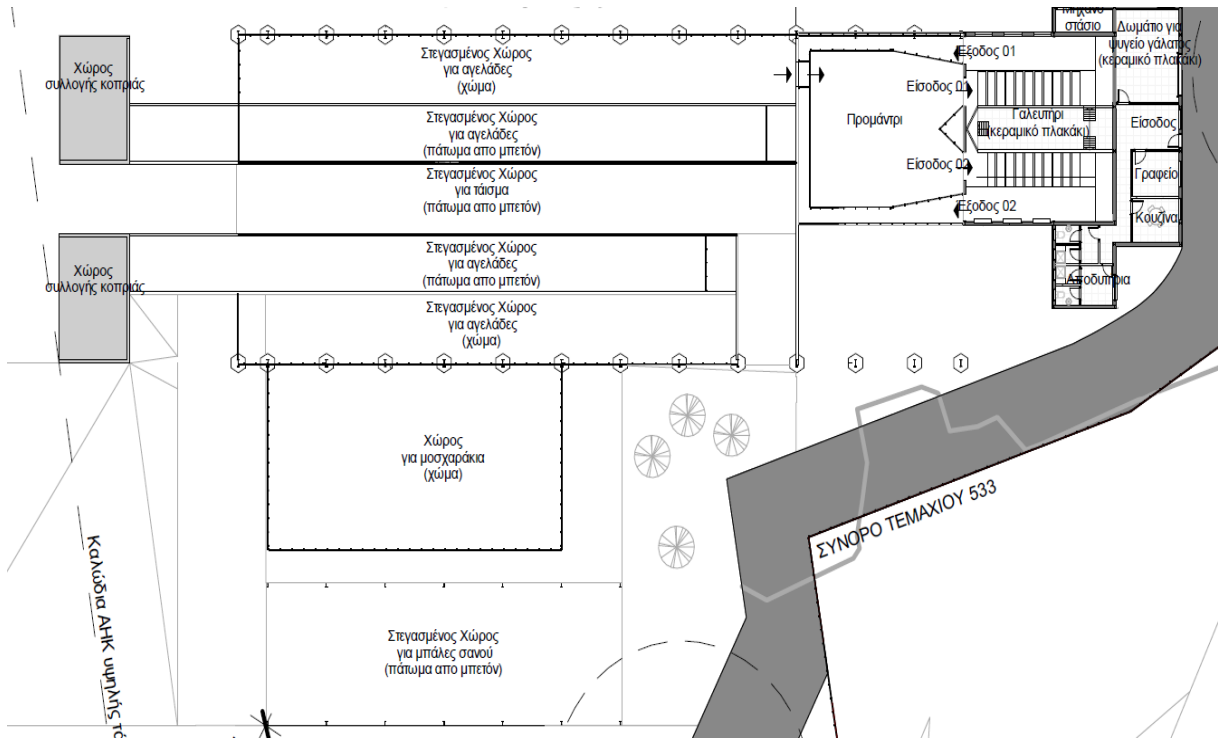 Μηχανο
στάσιο
Δωμάτιο για
ψυγείο γάλατος
(κεραμικό πλακάκι)
Χώρος
συλλογής κοπριάς
Στεγασμένος Χώρος
για αγελάδες
(χώμα)
Έξοδος 01
Είσοδος 01
Στεγασμένος Χώρος
για αγελάδες
(πάτωμα απο μπετόν)
Προμάντρι
Γαλευτήρι
(κεραμικό πλακάκι)
Είσοδος
Στεγασμένος Χώρος
για τάισμα
(πάτωμα απο μπετόν)
Είσοδος 02
Γραφείο
Έξοδος 02
Κουζίνα
Χώρος
συλλογής κοπριάς
Στεγασμένος Χώρος
για αγελάδες
(πάτωμα απο μπετόν)
Αποδυτήρια
Στεγασμένος Χώρος
για αγελάδες
(χώμα)
Χώρος
για μοσχαράκια
(χώμα)
ΣΥΝΟΡΟ ΤΕΜΑΧΙΟΥ 533
Καλώδια ΑΗΚ υψηλής
Στεγασμένος Χώρος
για μπάλες σανού
(πάτωμα απο μπετόν)